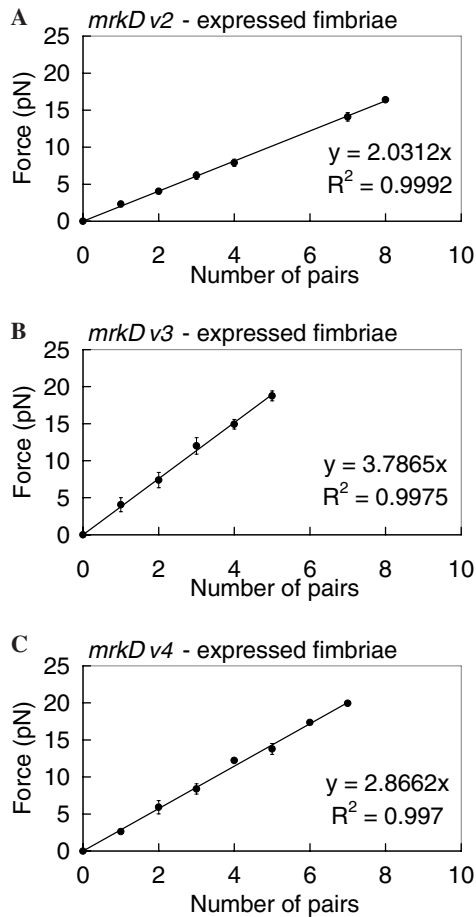 A mrkD v2 - expressed fimbriae
25
20
15
10
5
0
Force (pN)
y = 2.0312x
R² = 0.9992
0 2 4 6 8 10
Number of pairs
B mrkD v3 - expressed fimbriae
25
20
15
10
5
0
Force (pN)
y = 3.7865x
R² = 0.9975
0 2 4 6 8 10
Number of pairs
C mrkD v4 - expressed fimbriae
25
20
15
10
5
0
Force (pN)
y = 2.8662x
R² = 0.997
0 2 4 6 8 10
Number of pairs